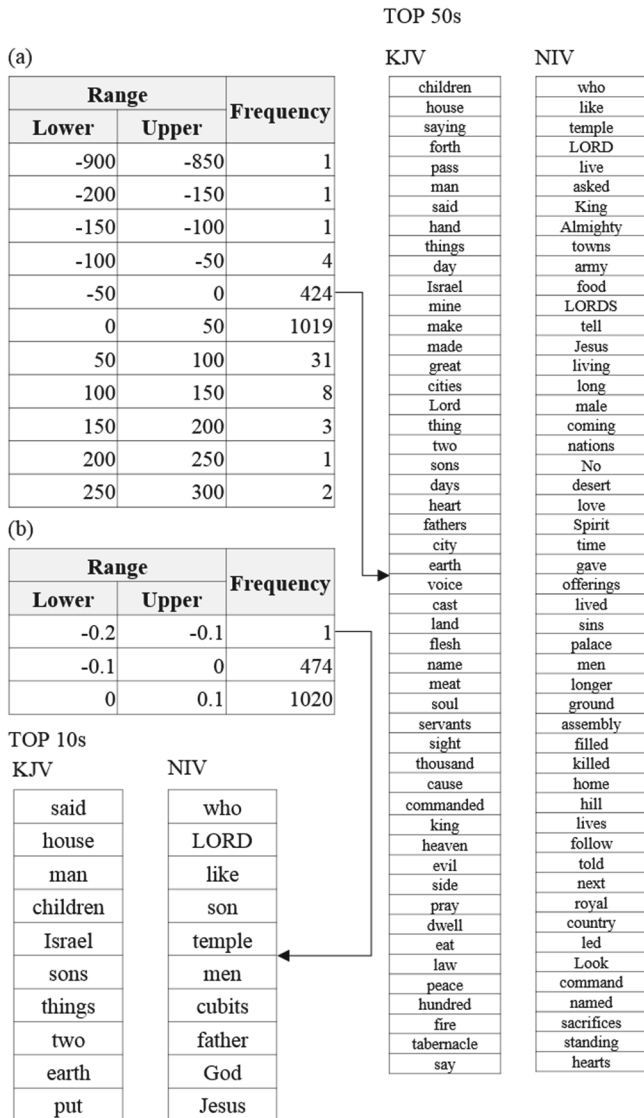 TOP 50s
(a)
Range Frequency
Lower Upper
-900 -850 1
-200 -150 1
-150 -100 1
-100 -50 4
-50 0 424
0 50 1019
50 100 31
100 150 8
150 200 3
200 250 1
250 300 2
(b)
Range Frequency
Lower Upper
-0.2 -0.1 1
-0.1 0 474
0 0.1 1020
TOP 10s
KJV NIV
said who
house LORD
man like
children son
Israel temple
sons men
things cubits
two father
earth God
put Jesus
KJV NIV
children who
house like
saying temple
forth LORD
pass live
man asked
said King
hand Almighty
things towns
day army
Israel food
mine LORDS
make tell
made Jesus
great living
cities long
Lord male
thing coming
two nations
sons No
days desert
heart love
fathers Spirit
city time
earth gave
voice offerings
cast lived
land sins
flesh palace
name men
meat longer
soul ground
servants assembly
sight filled
thousand killed
cause home
commanded hill
king lives
heaven follow
evil told
side next
pray royal
dwell country
eat led
law Look
peace command
hundred named
fire sacrifices
tabernacle standing
say hearts